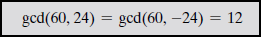 gcd(60, 24) = gcd(60, −24) = 12